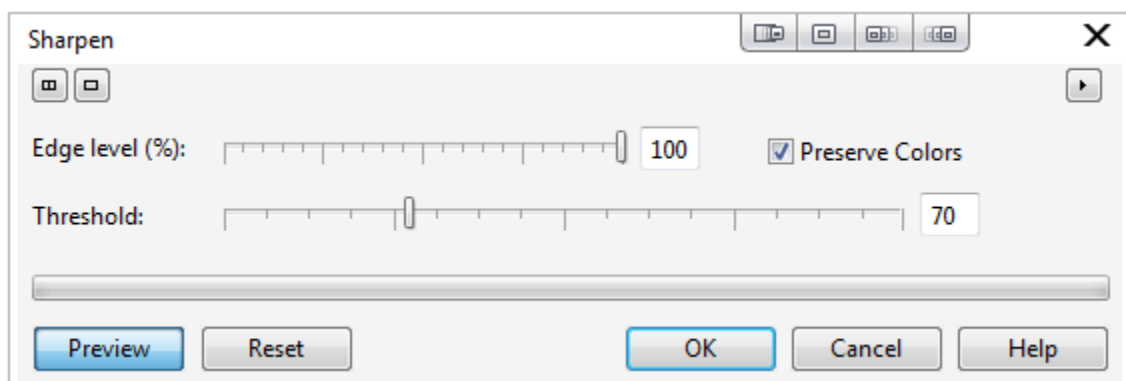 Sharpen
Edge level (%): 100 Preserve Colors
Threshold: 70
Preview Reset OK Cancel Help